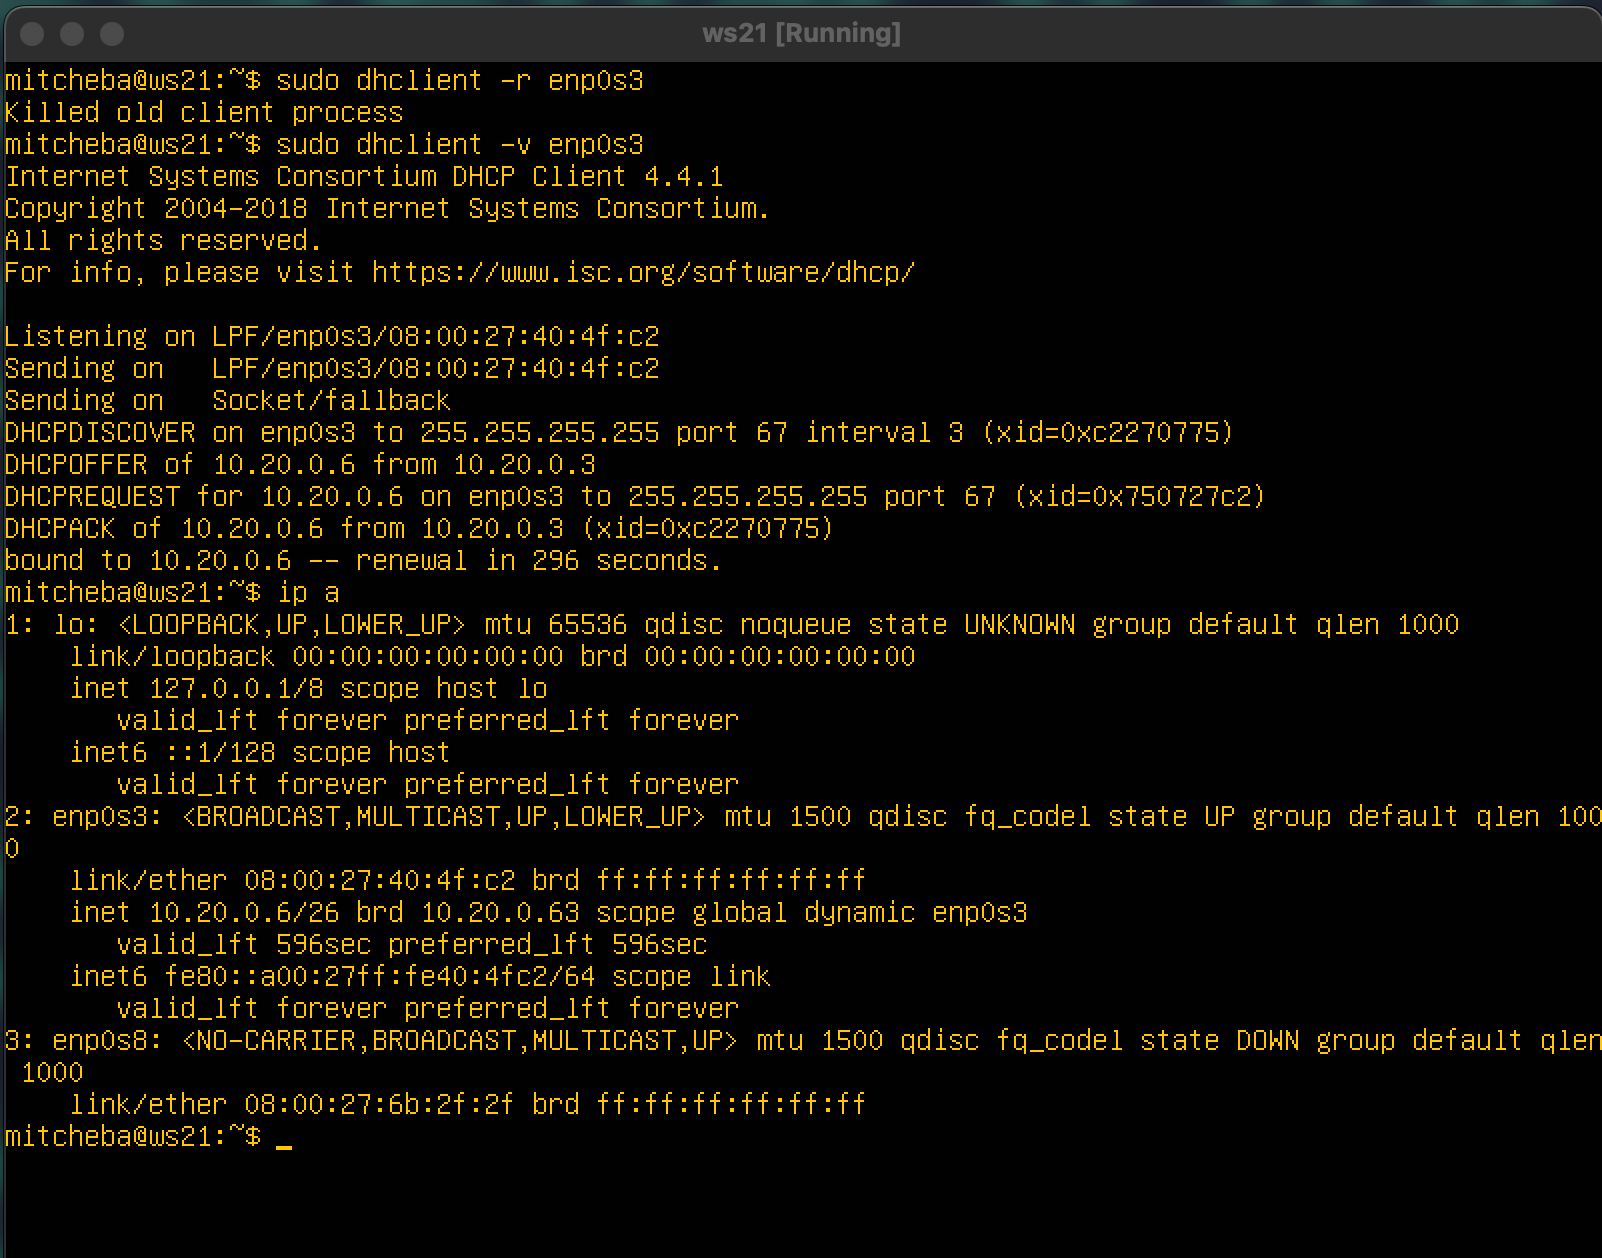 ws21 [Running]
mitcheba@ws21:~$ sudo dhclient -r enp0s3
Killed old client process
mitcheba@ws21:~$ sudo dhclient -v enp0s3
Internet Systems Consortium DHCP Client 4.4.1
Copyright 2004-2018 Internet Systems Consortium.
All rights reserved.
For info, please visit https://www.isc.org/software/dhcp/

Listening on LPF/enp0s3/08:00:27:40:4f:c2
Sending on   LPF/enp0s3/08:00:27:40:4f:c2
Sending on   Socket/fallback
DHCPDISCOVER on enp0s3 to 255.255.255.255 port 67 interval 3 (xid=0xc2270775)
DHCPOFFER of 10.20.0.6 from 10.20.0.3
DHCPREQUEST for 10.20.0.6 on enp0s3 to 255.255.255.255 port 67 (xid=0x750727c2)
DHCPACK of 10.20.0.6 from 10.20.0.3 (xid=0xc2270775)
bound to 10.20.0.6 -- renewal in 296 seconds.
mitcheba@ws21:~$ ip a
1: lo: <LOOPBACK,UP,LOWER_UP> mtu 65536 qdisc noqueue state UNKNOWN group default qlen 1000
    link/loopback 00:00:00:00:00:00 brd 00:00:00:00:00:00
    inet 127.0.0.1/8 scope host lo
       valid_lft forever preferred_lft forever
    inet6 ::1/128 scope host
       valid_lft forever preferred_lft forever
2: enp0s3: <BROADCAST,MULTICAST,UP,LOWER_UP> mtu 1500 qdisc fq_codel state UP group default qlen 100
0
    link/ether 08:00:27:40:4f:c2 brd ff:ff:ff:ff:ff:ff
    inet 10.20.0.6/26 brd 10.20.0.63 scope global dynamic enp0s3
       valid_lft 596sec preferred_lft 596sec
    inet6 fe80::a00:27ff:fe40:4fc2/64 scope link
       valid_lft forever preferred_lft forever
3: enp0s8: <NO-CARRIER,BROADCAST,MULTICAST,UP> mtu 1500 qdisc fq_codel state DOWN group default qlen
 1000
    link/ether 08:00:27:6b:2f:2f brd ff:ff:ff:ff:ff:ff
mitcheba@ws21:~$ _